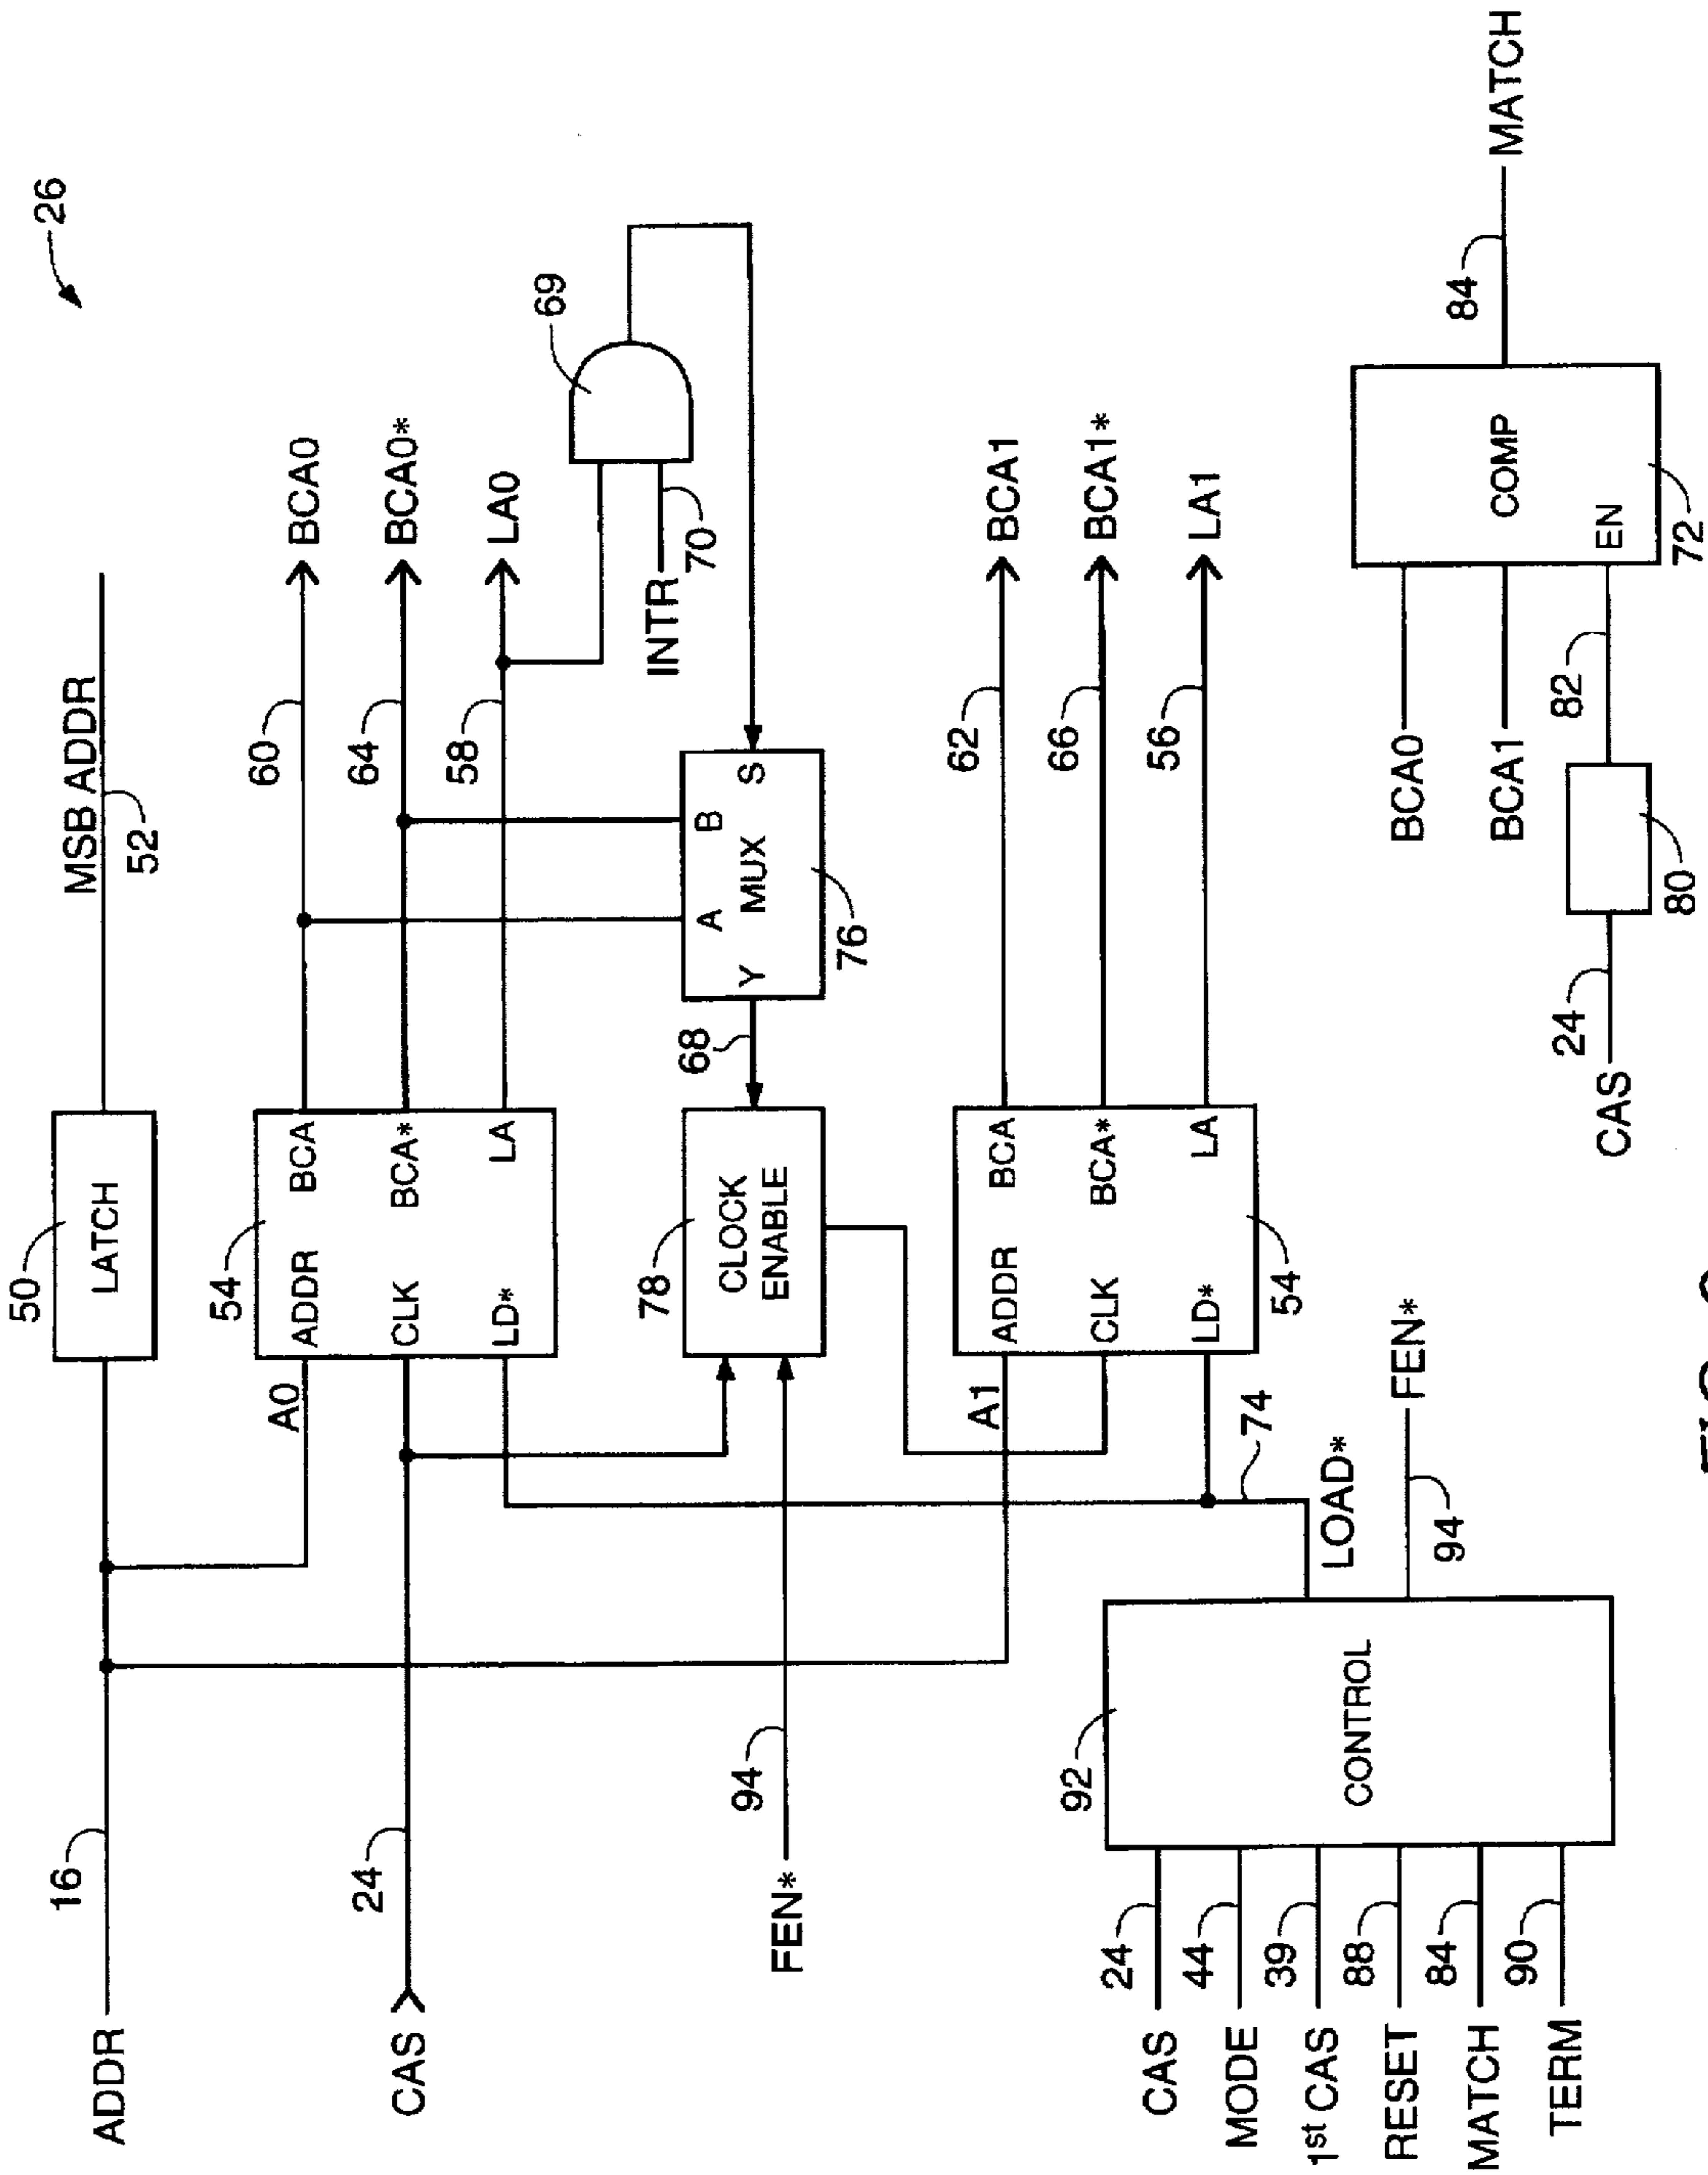 26
ADDR
16
50
LATCH
MSB ADDR
52
A0
54
ADDR
BCA
CLK
BCA*
LD*
LA
60
BCA0
64
BCA0*
58
LA0
CAS
24
69
INTR
70
A
B
Y
MUX
S
76
68
78
CLOCK
ENABLE
FEN*
94
A1
ADDR
BCA
CLK
BCA*
LD*
LA
54
62
BCA1
66
BCA1*
56
LA1
LOAD*
74
FEN*
94
92
CONTROL
CAS
24
MODE
44
1st CAS
39
RESET
88
MATCH
84
TERM
90
BCA0
BCA1
CAS
24
80
82
COMP
EN
72
84
MATCH